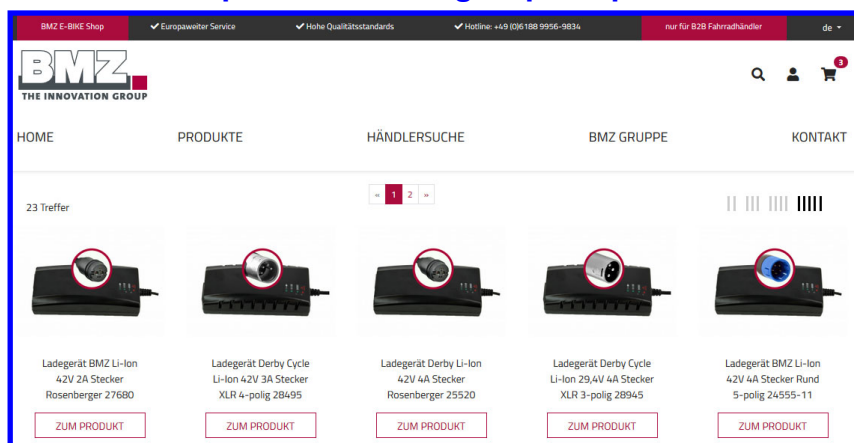 BMZ E-BIKE Shop
Europaweiter Service
Hohe Qualitätsstandards
Hotline: +49 (0)6188 9956-9834
nur für B2B Fahrradhändler
de
BMZ
THE INNOVATION GROUP
3
HOME
PRODUKTE
HÄNDLERSUCHE
BMZ GRUPPE
KONTAKT
23 Treffer
« 1 2 »
Ladegerät BMZ Li-Ion
42V 2A Stecker
Rosenberger 27680
ZUM PRODUKT
Ladegerät Derby Cycle
Li-Ion 42V 3A Stecker
XLR 4-polig 28495
ZUM PRODUKT
Ladegerät Derby Li-Ion
42V 4A Stecker
Rosenberger 25520
ZUM PRODUKT
Ladegerät Derby Cycle
Li-Ion 29,4V 4A Stecker
XLR 3-polig 28945
ZUM PRODUKT
Ladegerät BMZ Li-Ion
42V 4A Stecker Rund
5-polig 24555-11
ZUM PRODUKT